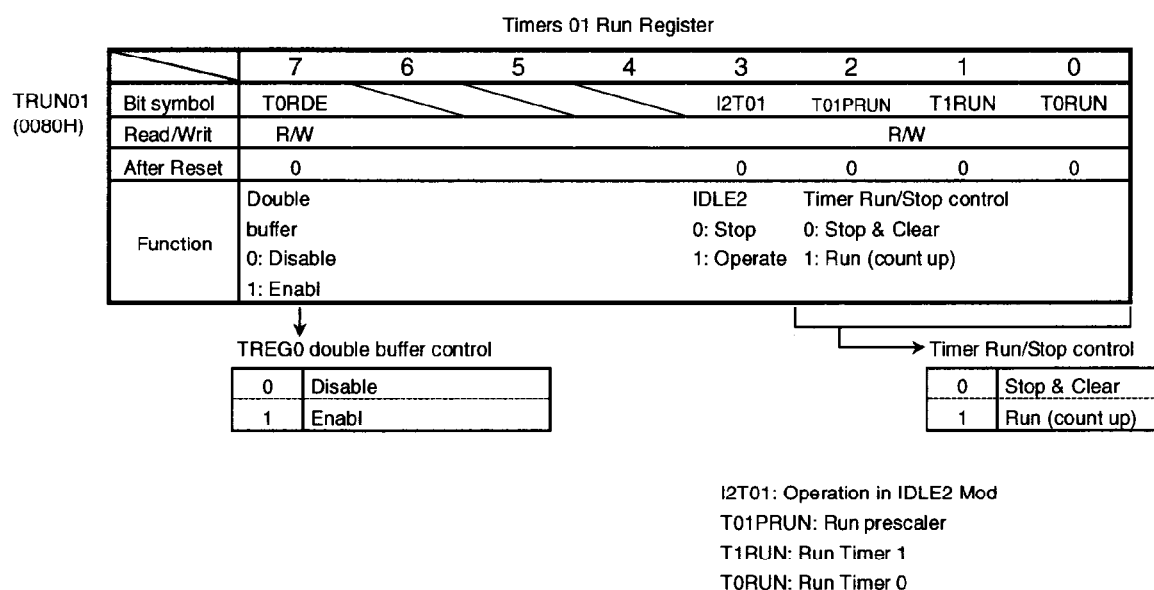 Timers 01 Run Register
7 6 5 4 3 2 1 0
TRUN01
(0080H)
Bit symbol T0RDE I2T01 T01PRUN T1RUN T0RUN
Read/Writ R/W R/W
After Reset 0 0 0 0 0
Function
Double
buffer
0: Disable
1: Enabl
IDLE2
0: Stop
1: Operate
Timer Run/Stop control
0: Stop & Clear
1: Run (count up)
TREG0 double buffer control
0 Disable
1 Enabl
Timer Run/Stop control
0 Stop & Clear
1 Run (count up)
I2T01: Operation in IDLE2 Mod
T01PRUN: Run prescaler
T1RUN: Run Timer 1
T0RUN: Run Timer 0